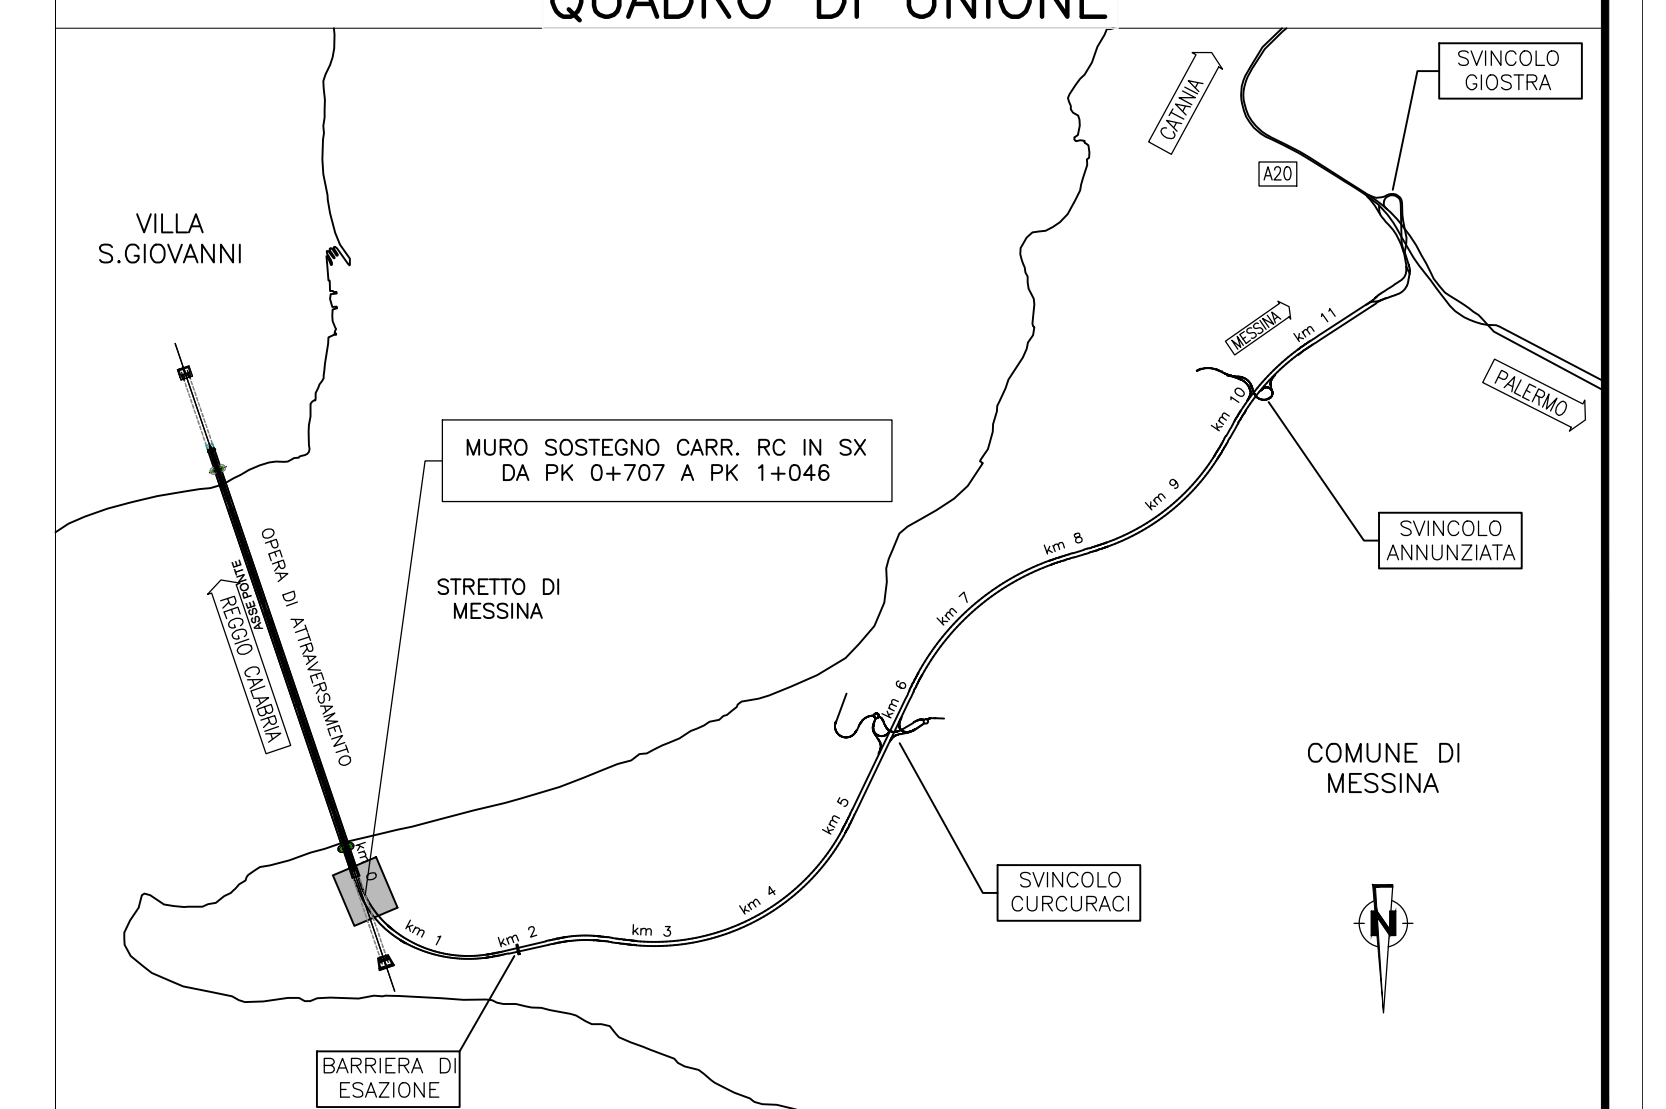 QUADRO DI UNIONE
SVINCOLO
GIOSTRA
CATANIA
A20
VILLA
S.GIOVANNI
MESSINA
km 11
PALERMO
km 10
MURO SOSTEGNO CARR. RC IN SX
DA PK 0+707 A PK 1+046
km 9
SVINCOLO
ANNUNZIATA
km 8
OPERA DI ATTRAVERSAMENTO
ASSE PONTE
REGGIO CALABRIA
STRETTO DI
MESSINA
km 7
km 6
COMUNE DI
MESSINA
km 5
km 0
SVINCOLO
CURCURACI
km 4
km 3
km 2
km 1
N
BARRIERA DI
ESAZIONE